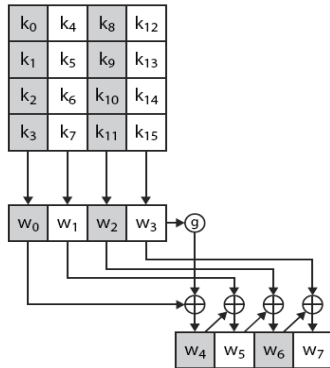 k₀ k₄ k₈ k₁₂
k₁ k₅ k₉ k₁₃
k₂ k₆ k₁₀ k₁₄
k₃ k₇ k₁₁ k₁₅
w₀ w₁ w₂ w₃ g
w₄ w₅ w₆ w₇